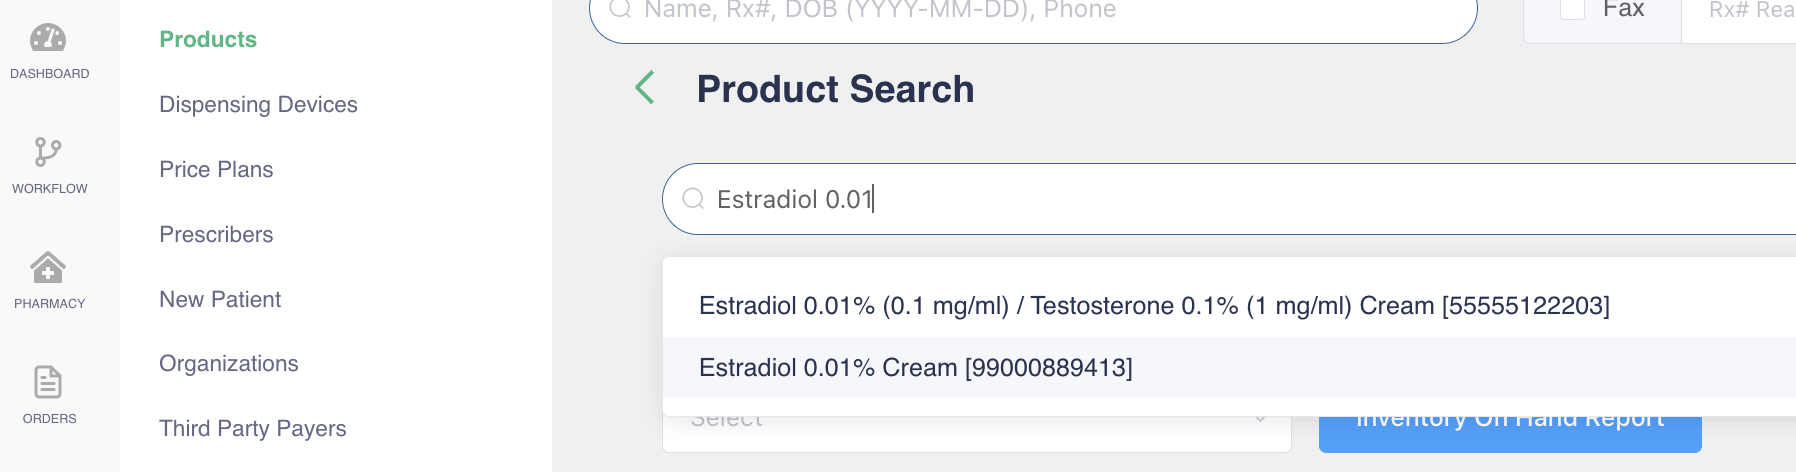 Name, Rx#, DOB (YYYY-MM-DD), Phone
Fax
Rx# Rea
DASHBOARD
WORKFLOW
PHARMACY
ORDERS
Products
Dispensing Devices
Price Plans
Prescribers
New Patient
Organizations
Third Party Payers
Product Search
Estradiol 0.01
Estradiol 0.01% (0.1 mg/ml) / Testosterone 0.1% (1 mg/ml) Cream [55555122203]
Estradiol 0.01% Cream [99000889413]
Select
Inventory On Hand Report